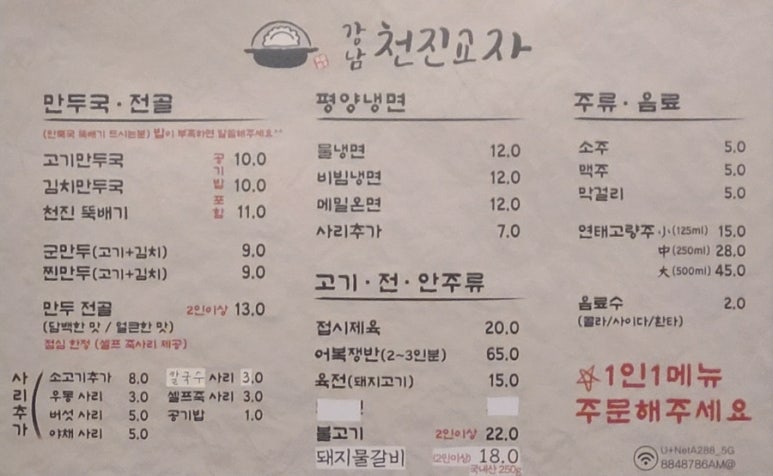 강남 천진교자
만두국·전골
(만둑국 뚝배기 드시는분) 밥이 부족하면 말씀해주세요^^
고기만두국 10.0
김치만두국 10.0
천진 뚝배기 11.0
공기밥포함
군만두(고기+김치) 9.0
찐만두(고기+김치) 9.0
만두 전골 2인이상 13.0
(담백한 맛 / 얼큰한 맛)
점심 한정 (셀프 죽사리 제공)
사리추가
소고기추가 8.0
우동 사리 3.0
버섯 사리 5.0
야채 사리 5.0
칼국수 사리 3.0
셀프죽 사리 3.0
공기밥 1.0
평양냉면
물냉면 12.0
비빔냉면 12.0
메밀온면 12.0
사리추가 7.0
고기·전·안주류
접시제육 20.0
어복쟁반(2~3인분) 65.0
육전(돼지고기) 15.0
불고기 2인이상 22.0
돼지물갈비 (2인이상) 18.0
국내산 250g
주류·음료
소주 5.0
맥주 5.0
막걸리 5.0
연태고량주 小(125ml) 15.0
中(250ml) 28.0
大(500ml) 45.0
음료수 2.0
(콜라/사이다/환타)
☆1인1메뉴
주문해주세요
U+NetA288_5G
8848786AM@